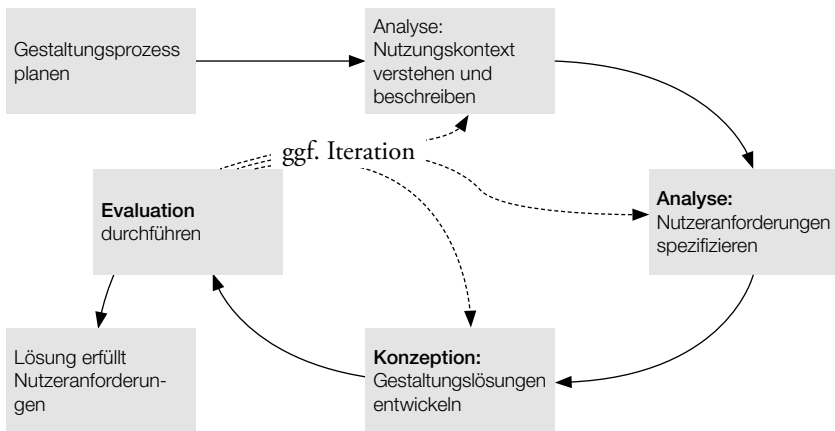 Gestaltungsprozess
planen
Analyse:
Nutzungskontext
verstehen und
beschreiben
ggf. Iteration
Evaluation
durchführen
Analyse:
Nutzeranforderungen
spezifizieren
Lösung erfüllt
Nutzeranforderun-
gen
Konzeption:
Gestaltungslösungen
entwickeln